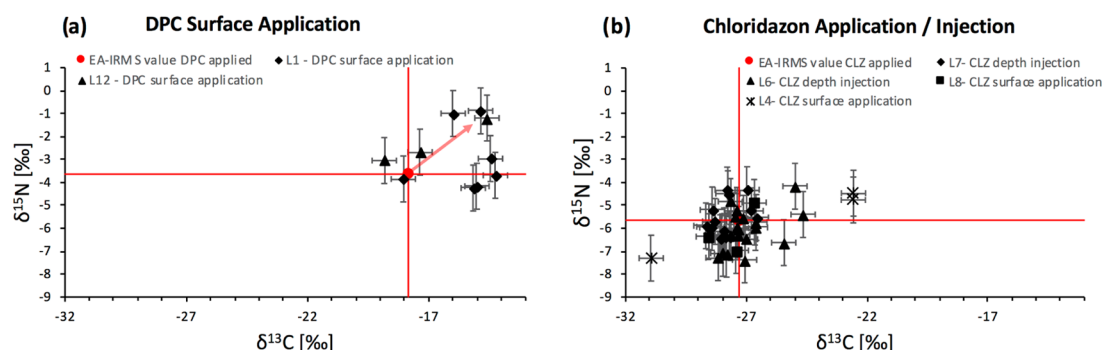 (a) DPC Surface Application
EA-IRMS value DPC applied
L1 - DPC surface application
L12 - DPC surface application
1
0
-1
-2
-3
-4
-5
-6
-7
-8
-9
δ15N [‰]
-32
-27
-22
-17
δ13C [‰]
(b) Chloridazon Application / Injection
EA-IRMS value CLZ applied
L7- CLZ depth injection
L6- CLZ depth injection
L8- CLZ surface application
L4- CLZ surface application
1
0
-1
-2
-3
-4
-5
-6
-7
-8
-9
δ15N [‰]
-32
-27
-22
-17
δ13C [‰]